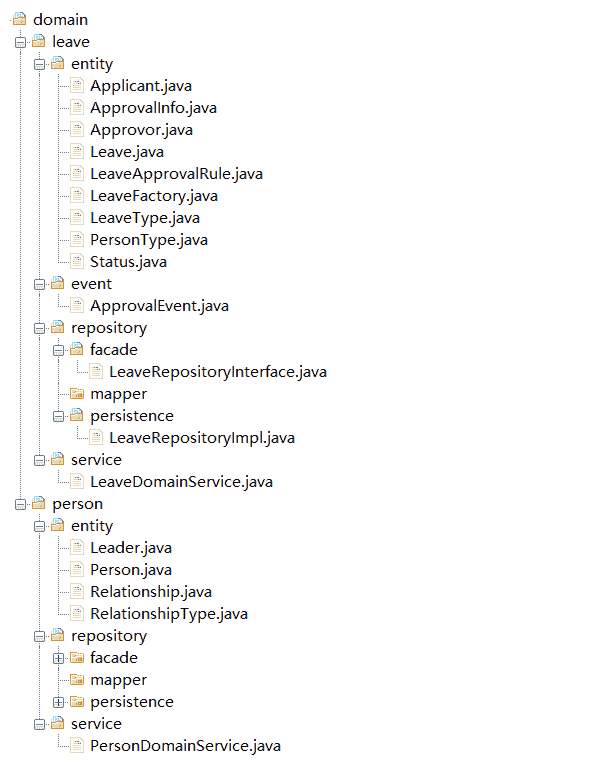 domain
leave
entity
Applicant.java
ApprovalInfo.java
Approvor.java
Leave.java
LeaveApprovalRule.java
LeaveFactory.java
LeaveType.java
PersonType.java
Status.java
event
ApprovalEvent.java
repository
facade
LeaveRepositoryInterface.java
mapper
persistence
LeaveRepositoryImpl.java
service
LeaveDomainService.java
person
entity
Leader.java
Person.java
Relationship.java
RelationshipType.java
repository
facade
mapper
persistence
service
PersonDomainService.java